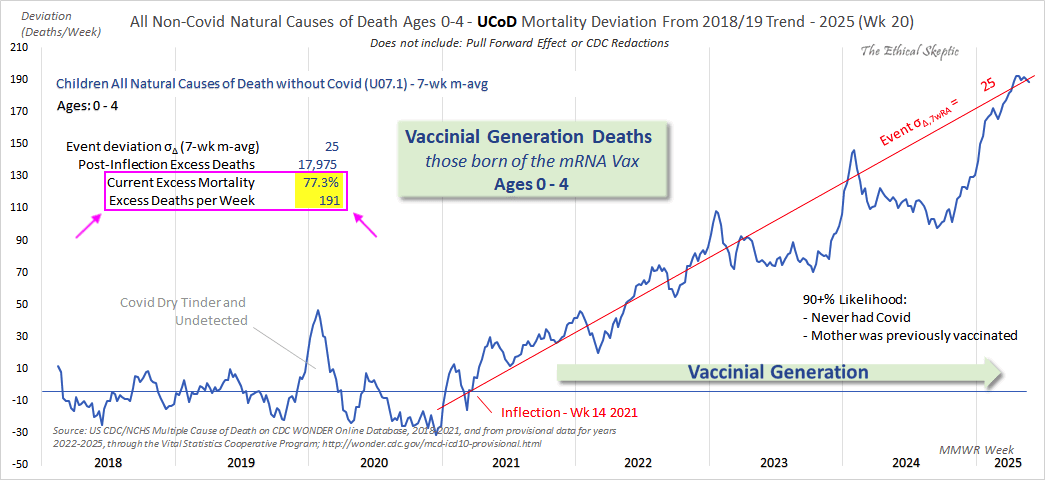 Deviation
(Deaths/Week)
All Non-Covid Natural Causes of Death Ages 0-4 - UCoD Mortality Deviation From 2018/19 Trend - 2025 (Wk 20)
Does not include: Pull Forward Effect or CDC Redactions
The Ethical Skeptic
210
190
170
150
130
110
90
70
50
30
10
-10
-30
-50
Children All Natural Causes of Death without Covid (U07.1) - 7-wk m-avg
Ages: 0 - 4
Event deviation σΔ (7-wk m-avg) 25
Post-Inflection Excess Deaths 17,975
Current Excess Mortality 77.3%
Excess Deaths per Week 191
Vaccinial Generation Deaths
those born of the mRNA Vax
Ages 0 - 4
Event σΔ,7wRA = 25
Covid Dry Tinder and
Undetected
90+% Likelihood:
- Never had Covid
- Mother was previously vaccinated
Vaccinial Generation
Inflection - Wk 14 2021
Source: US CDC/NCHS Multiple Cause of Death on CDC WONDER Online Database, 2018-2021, and from provisional data for years
2022-2025, through the Vital Statistics Cooperative Program; http://wonder.cdc.gov/mcd-icd10-provisional.html
MMWR Week
2018 2019 2020 2021 2022 2023 2024 2025